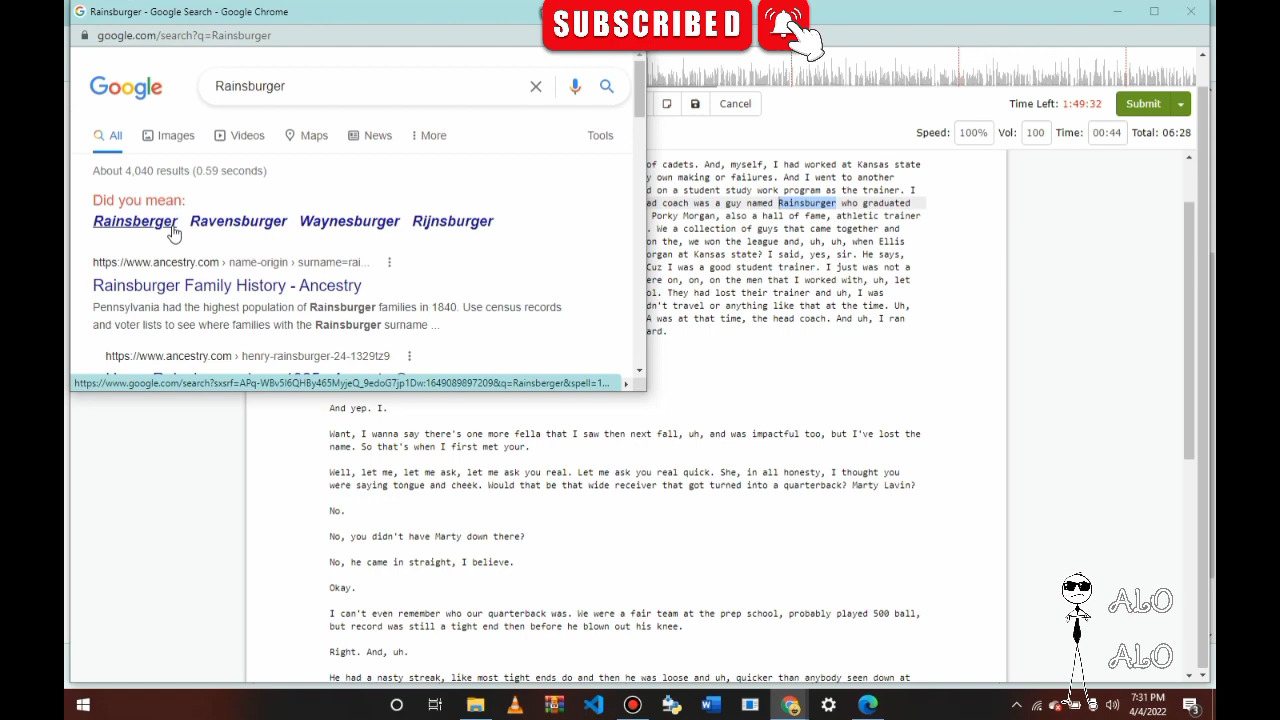 Rainsburger - Google Search - Google Chrome
SUBSCRIBED
google.com/search?q=Rainsburger
Google
Rainsburger
All
Images
Videos
Maps
News
More
Tools
About 4,040 results (0.59 seconds)
Did you mean:
Rainsberger Ravensburger Waynesburger Rijnsburger
https://www.ancestry.com › name-origin › surname=rai...
Rainsburger Family History - Ancestry
Pennsylvania had the highest population of Rainsburger families in 1840. Use census records
and voter lists to see where families with the Rainsburger surname ...
https://www.ancestry.com › henry-rainsburger-24-1329tz9
https://www.google.com/search?sxsrf=APq-WBv5l6QHBy465MyjeQ_9edoG7jp1Dw:1649089897209&q=Rainsberger&spell=1...
Cancel
Time Left: 1:49:32
Submit
Speed: 100% Vol: 100 Time: 00:44 Total: 06:28
of cadets. And, myself, I had worked at Kansas state
own making or failures. And I went to another
on a student study work program as the trainer. I
coach was a guy named Rainsburger who graduated
Porky Morgan, also a hall of fame, athletic trainer
We a collection of guys that came together and
on the, we won the league and, uh, uh, when Ellis
at Kansas state? I said, yes, sir. He says,
Cuz I was a good student trainer. I just was not a
on, on the men that I worked with, uh, let
They had lost their trainer and uh, I was
travel or anything like that at the time. Uh,
A was at that time, the head coach. And uh, I ran
And yep. I.
Want, I wanna say there's one more fella that I saw then next fall, uh, and was impactful too, but I've lost the
name. So that's when I first met your.
Well, let me, let me ask, let me ask you real. Let me ask you real quick. She, in all honesty, I thought you
were saying tongue and cheek. Would that be that wide receiver that got turned into a quarterback? Marty Lavin?
No.
No, you didn't have Marty down there?
No, he came in straight, I believe.
Okay.
I can't even remember who our quarterback was. We were a fair team at the prep school, probably played 500 ball,
but record was still a tight end then before he blown out his knee.
Right. And, uh.
He had a nasty streak, like most tight ends do and then he was loose and uh, quicker than anybody seen down at
ALO
ALO
7:31 PM
4/4/2022
3